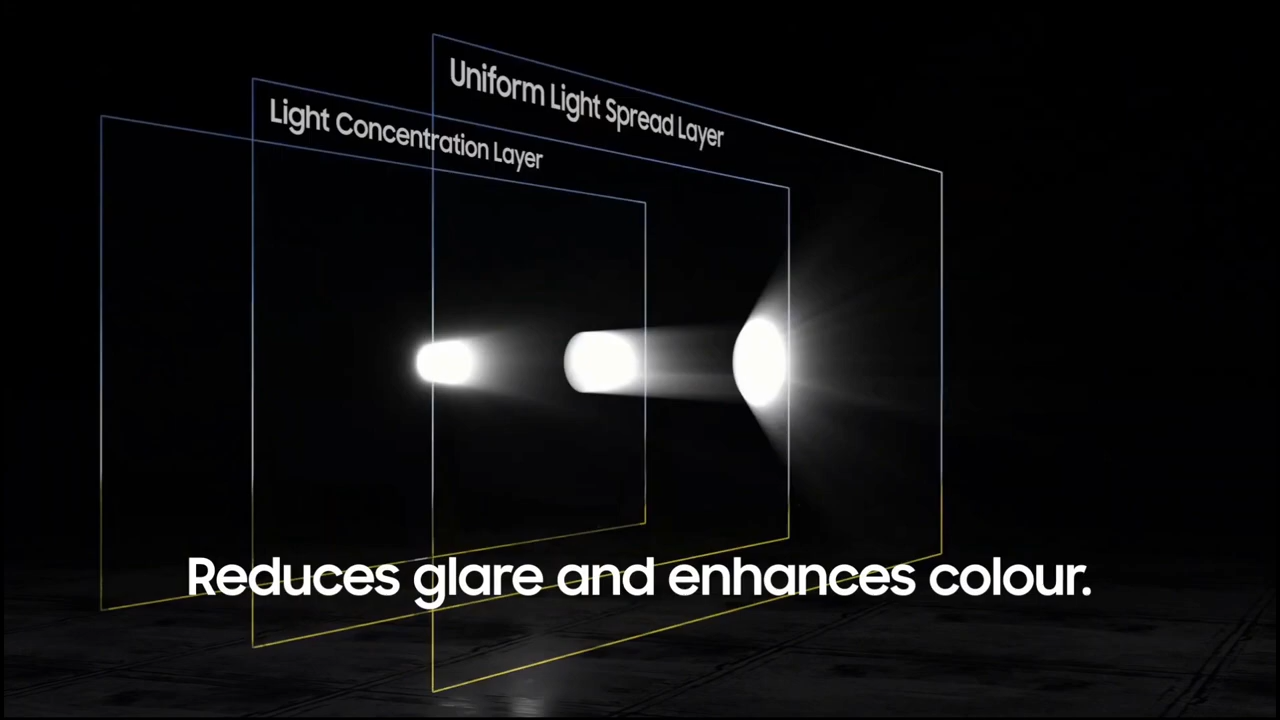 Uniform Light Spread Layer
Light Concentration Layer
Reduces glare and enhances colour.